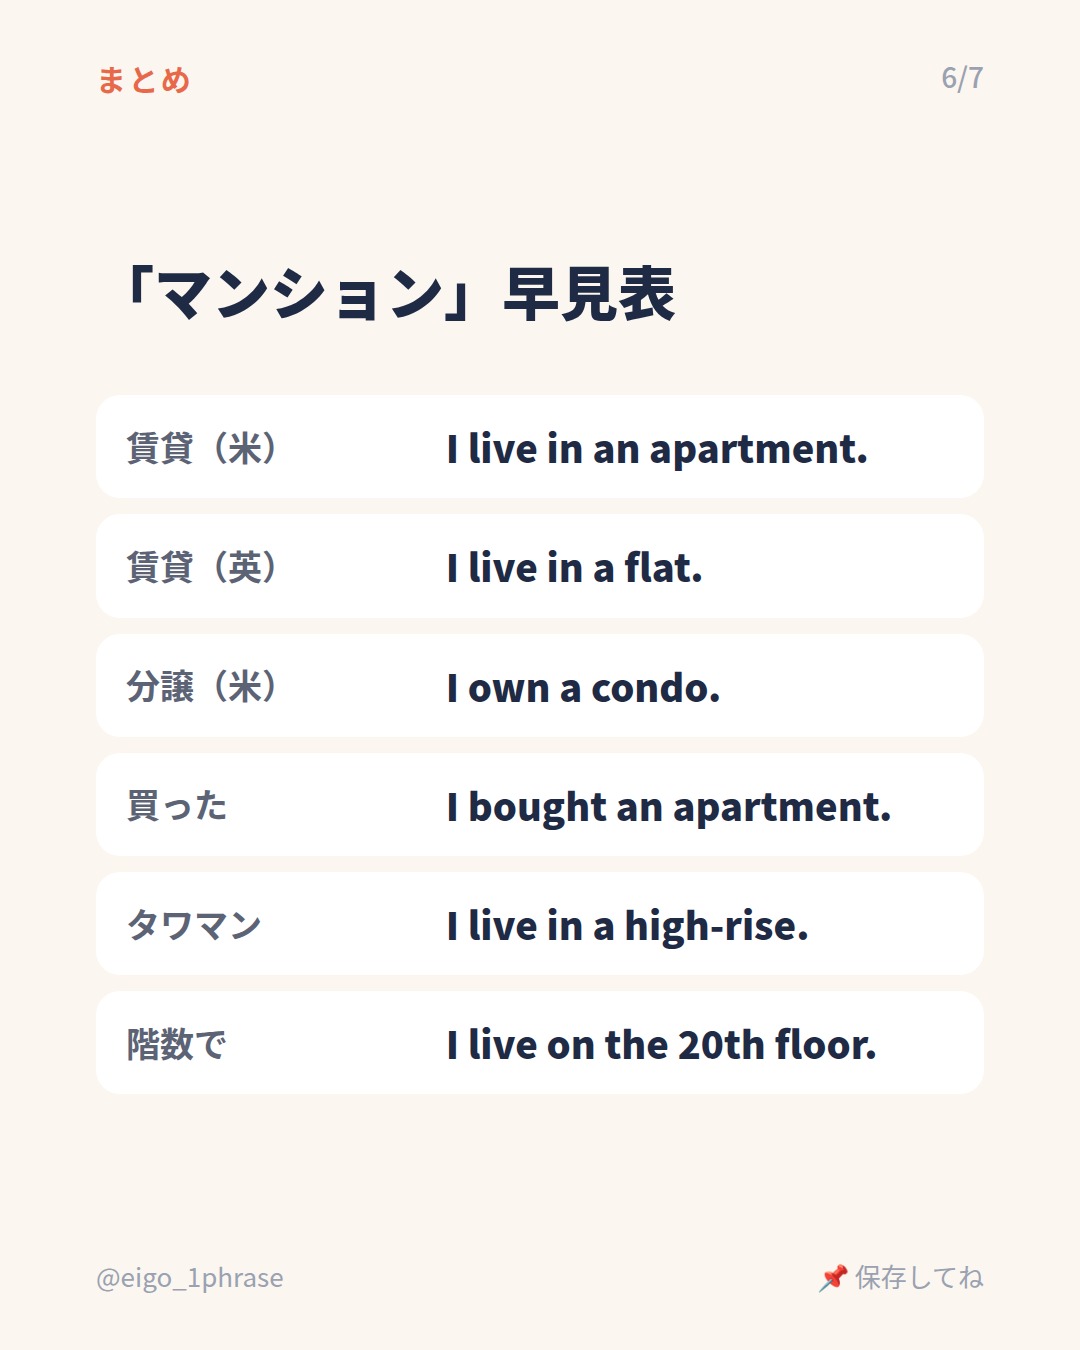 まとめ
6/7
「マンション」早見表
賃貸（米）
I live in an apartment.
賃貸（英）
I live in a flat.
分譲（米）
I own a condo.
買った
I bought an apartment.
タワマン
I live in a high-rise.
階数で
I live on the 20th floor.
@eigo_1phrase
📌 保存してね